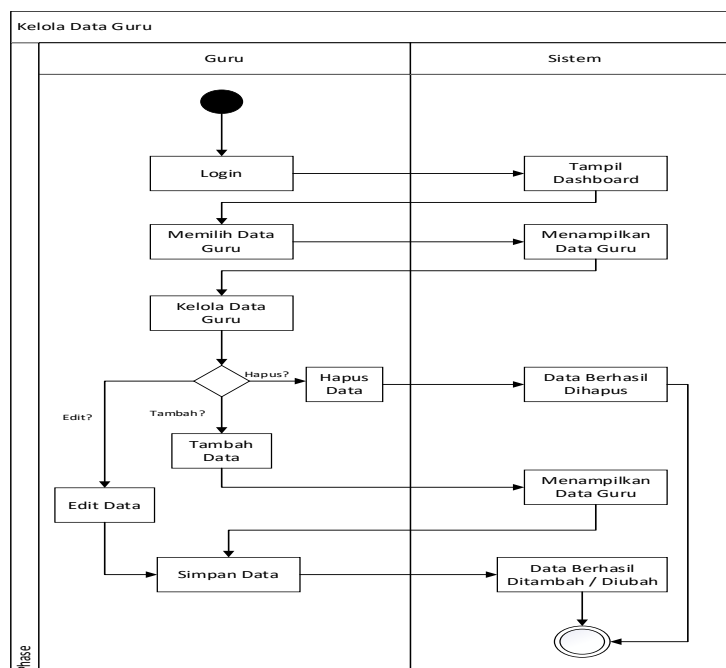 Kelola Data Guru
Guru
Sistem
Login
Tampil
Dashboard
Memilih Data
Guru
Menampilkan
Data Guru
Kelola Data
Guru
Hapus?
Hapus
Data
Data Berhasil
Dihapus
Edit?
Tambah?
Tambah
Data
Edit Data
Menampilkan
Data Guru
Simpan Data
Data Berhasil
Ditambah / Diubah
Phase